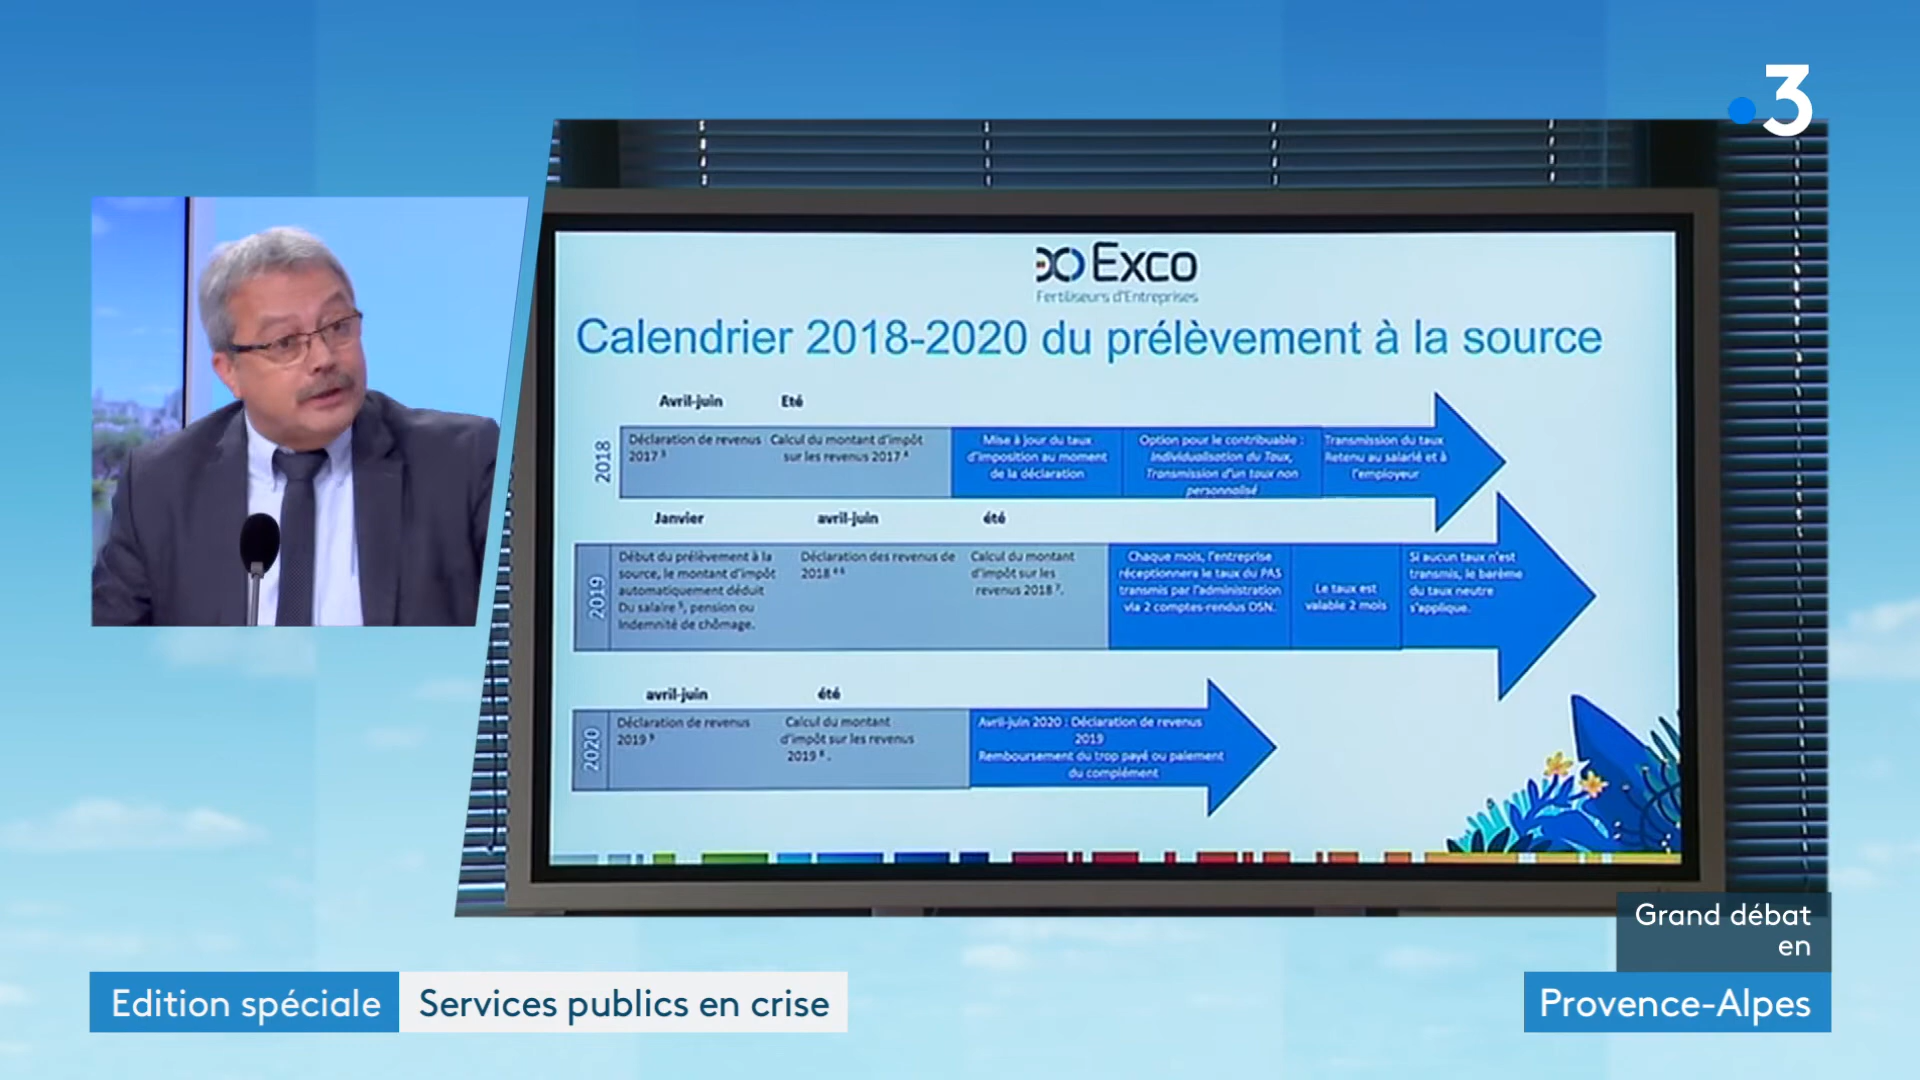 3
Exco
Fertiliseurs d'Entreprises
Calendrier 2018-2020 du prélèvement à la source
Avril-juin
Eté
2018
Déclaration de revenus
2017 ³
Calcul du montant d'impôt
sur les revenus 2017 ⁴
Mise à jour du taux
d'imposition au moment
de la déclaration
Option pour le contribuable :
Individualisation du Taux,
Transmission d'un taux non
personnalisé
Transmission du taux
Retenu au salarié et à
l'employeur
Janvier
avril-juin
été
2019
Début du prélèvement à la
source, le montant d'impôt
automatiquement déduit
Du salaire ⁵, pension ou
Indemnité de chômage.
Déclaration des revenus de
2018
Calcul du montant
d'impôt sur les
revenus 2018 ⁷.
Chaque mois, l'entreprise
réceptionnera le taux du PAS
transmis par l'administration
via 2 comptes-rendus DSN.
Le taux est
valable 2 mois
Si aucun taux n'est
transmis, le barème
du taux neutre
s'applique.
avril-juin
été
2020
Déclaration de revenus
2019
Calcul du montant
d'impôt sur les revenus
2019 ⁸.
Avril-juin 2020 : Déclaration de revenus
2019
Remboursement du trop payé ou paiement
du complément
Grand débat
en
Provence-Alpes
Edition spéciale
Services publics en crise